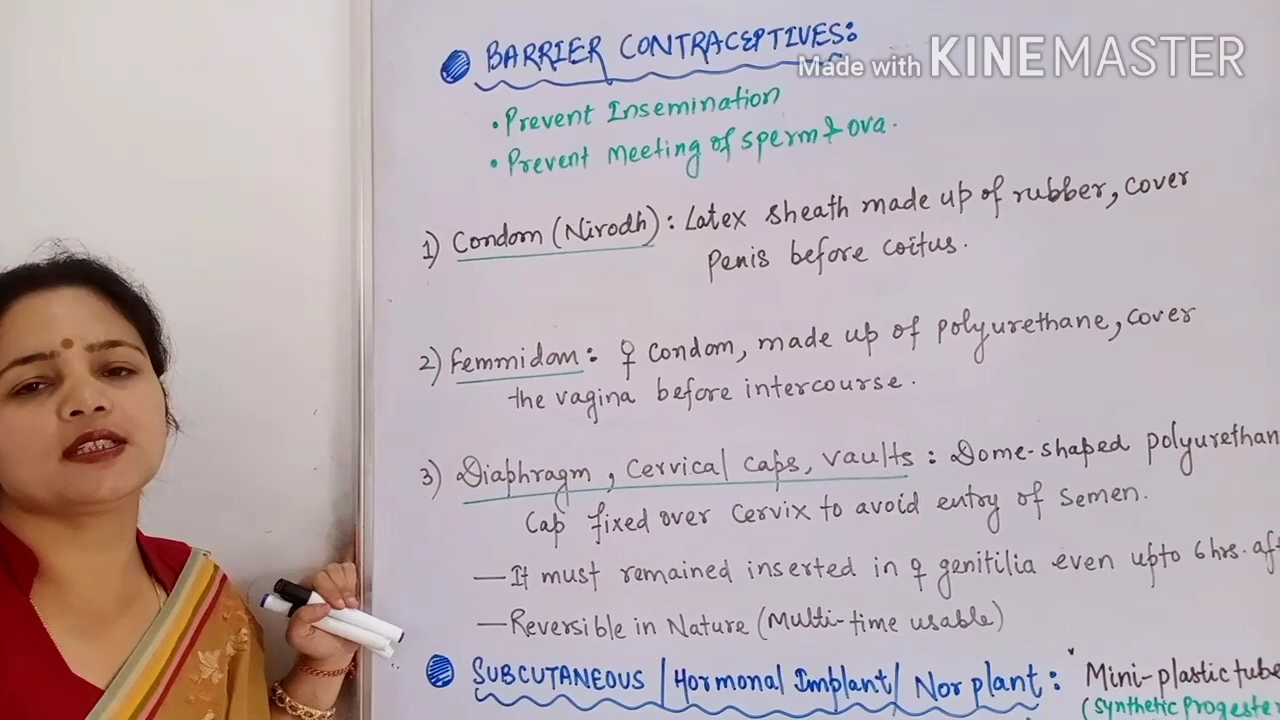 BARRIER CONTRACEPTIVES:
Made with KINEMASTER
• Prevent Insemination
• Prevent Meeting of sperm & ova.
1) Condom (Nirodh): Latex sheath made up of rubber, cover
penis before coitus.
2) Femmidom: ♀ condom, made up of polyurethane, cover
the vagina before intercourse.
3) Diaphragm, cervical caps, vaults: Dome-shaped polyurethan
cap fixed over cervix to avoid entry of semen.
— It must remained inserted in ♀ genitilia even upto 6 hrs. aft
— Reversible in Nature (Multi-time usable)
SUBCUTANEOUS / Hormonal Implant / Norplant: Mini-plastic tube
(Synthetic Progester